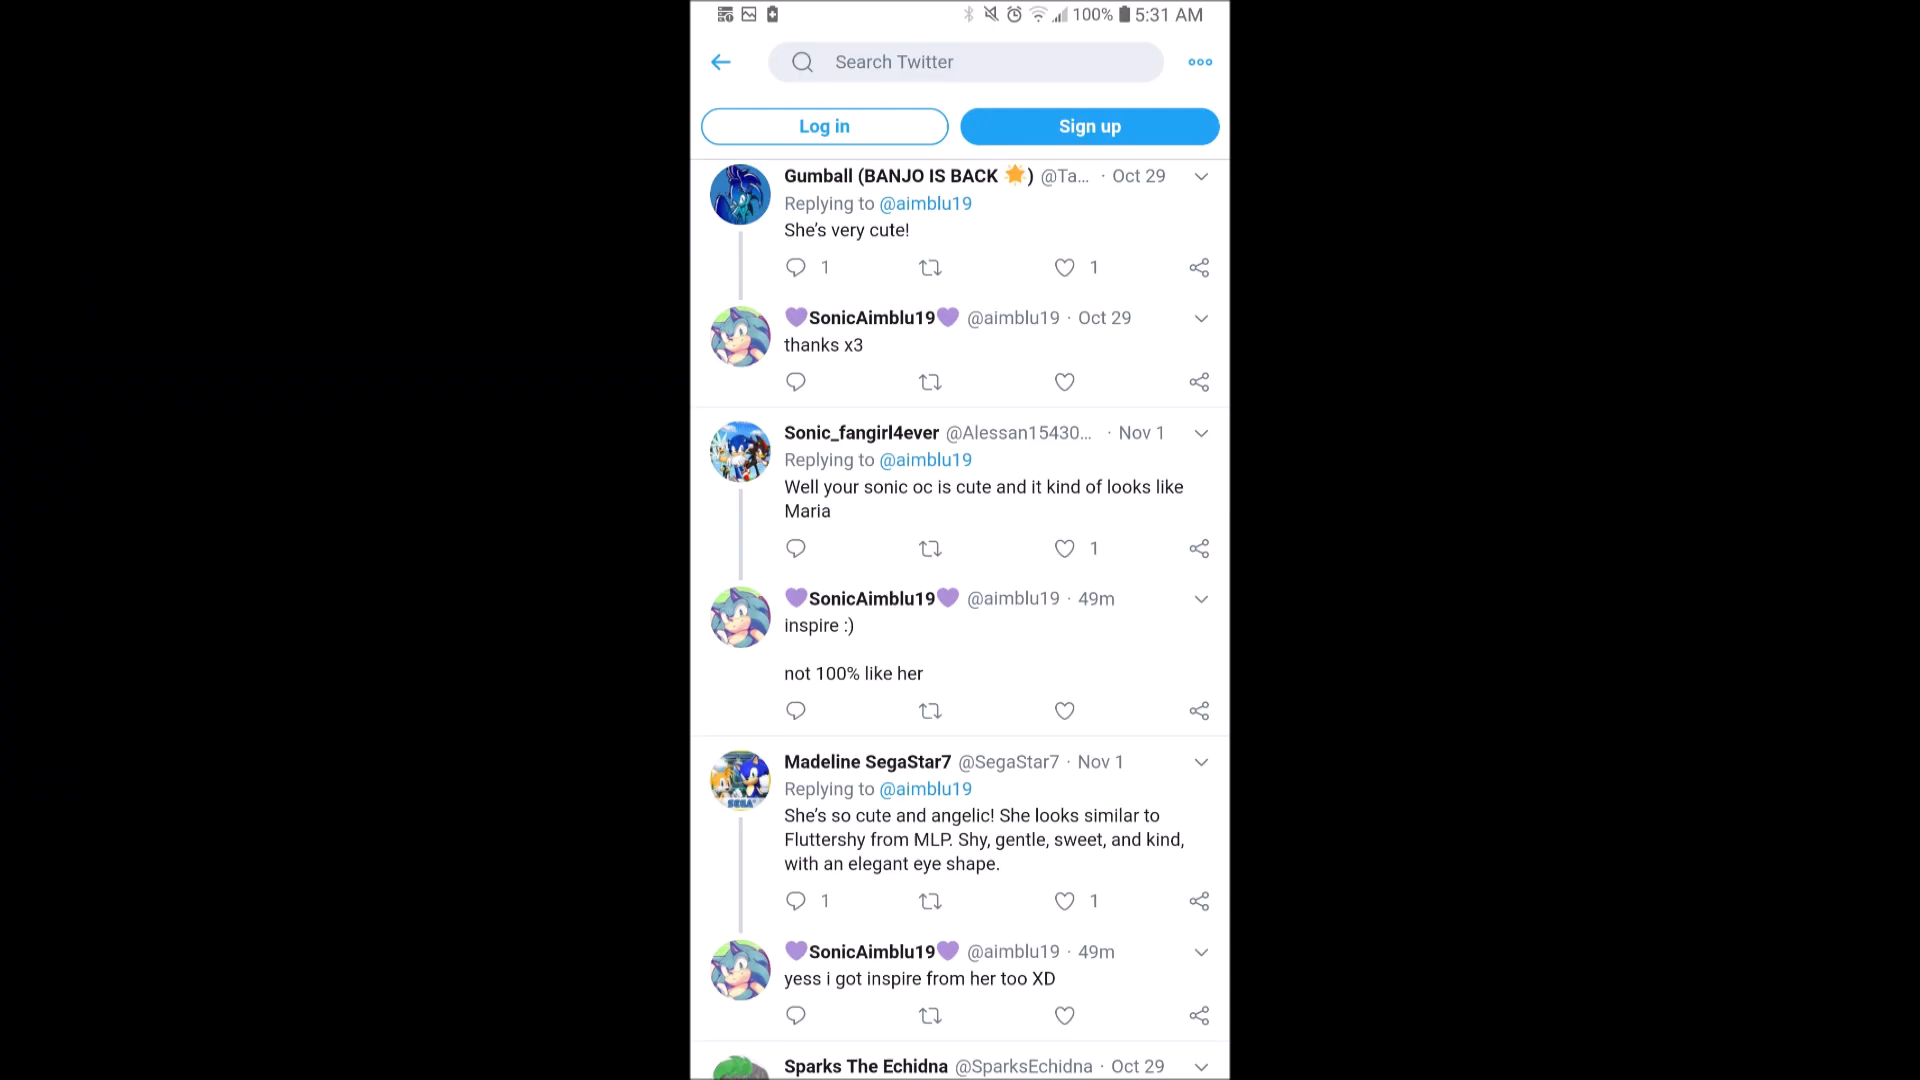 100% 5:31 AM
Search Twitter
Log in
Sign up
Gumball (BANJO IS BACK 🌟) @Ta... · Oct 29
Replying to @aimblu19
She’s very cute!
1 1
💜SonicAimblu19💜 @aimblu19 · Oct 29
thanks x3
Sonic_fangirl4ever @Alessan15430... · Nov 1
Replying to @aimblu19
Well your sonic oc is cute and it kind of looks like
Maria
1
💜SonicAimblu19💜 @aimblu19 · 49m
inspire :)
not 100% like her
Madeline SegaStar7 @SegaStar7 · Nov 1
Replying to @aimblu19
She’s so cute and angelic! She looks similar to
Fluttershy from MLP. Shy, gentle, sweet, and kind,
with an elegant eye shape.
SEGA
1 1
💜SonicAimblu19💜 @aimblu19 · 49m
yess i got inspire from her too XD
Sparks The Echidna @SparksEchidna · Oct 29